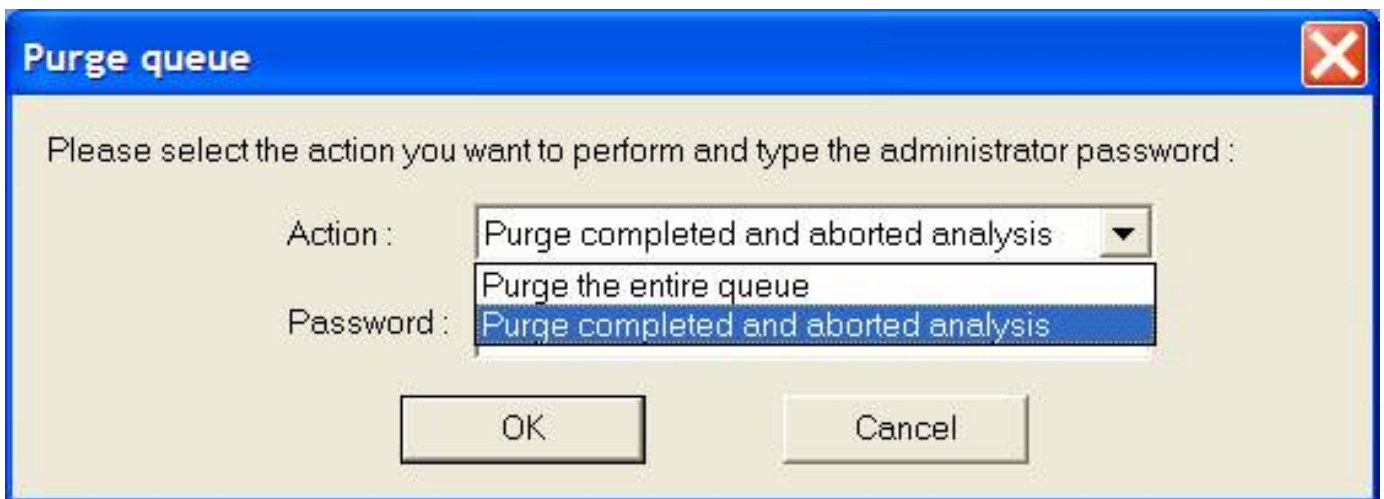 Purge queue
Please select the action you want to perform and type the administrator password :
Action : Purge completed and aborted analysis
Purge the entire queue
Password : Purge completed and aborted analysis
OK Cancel